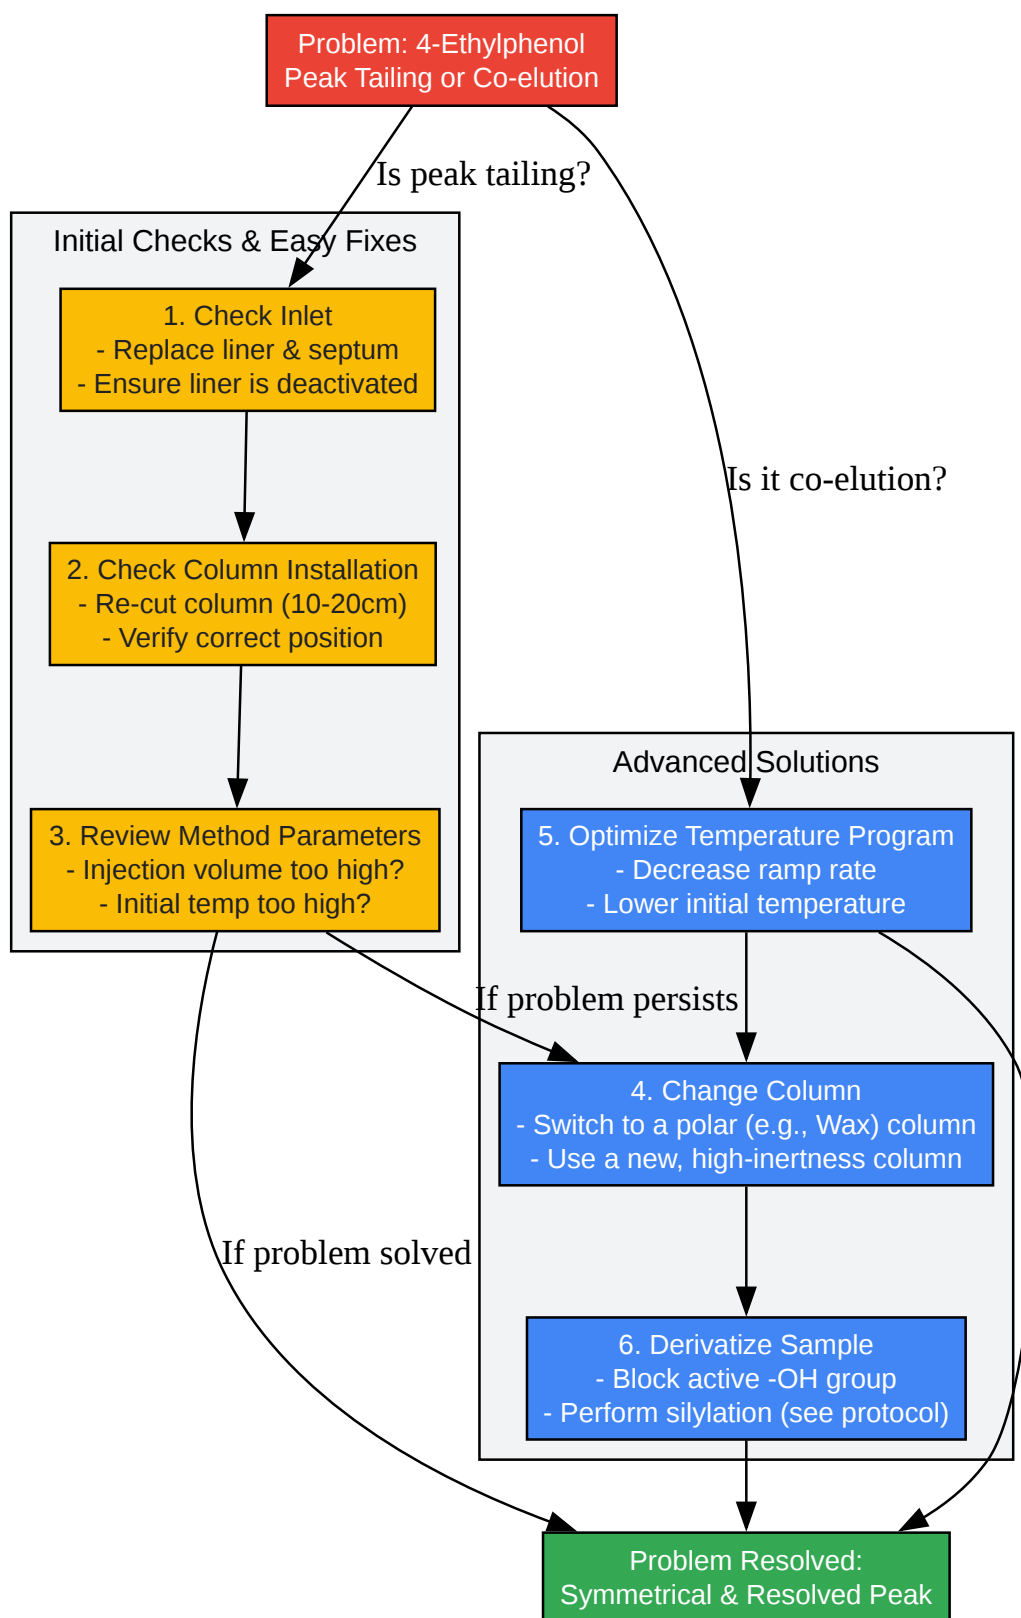 Problem: 4-Ethylphenol
Peak Tailing or Co-elution
Is peak tailing?
Initial Checks & Easy Fixes
1. Check Inlet
- Replace liner & septum
- Ensure liner is deactivated
Is it co-elution?
2. Check Column Installation
- Re-cut column (10-20cm)
- Verify correct position
Advanced Solutions
3. Review Method Parameters
- Injection volume too high?
- Initial temp too high?
5. Optimize Temperature Program
- Decrease ramp rate
- Lower initial temperature
If problem persists
4. Change Column
- Switch to a polar (e.g., Wax) column
- Use a new, high-inertness column
If problem solved
6. Derivatize Sample
- Block active -OH group
- Perform silylation (see protocol)
Problem Resolved:
Symmetrical & Resolved Peak